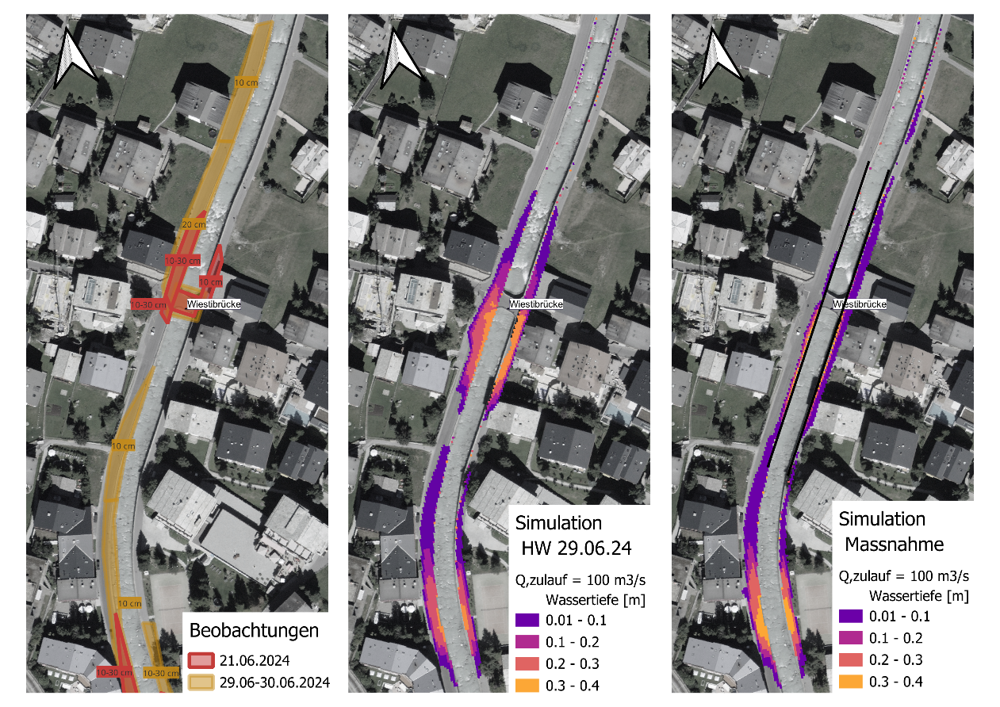 10 cm
20 cm
10-30 cm
10 cm
10-30 cm
Wiestibrücke
10 cm
10 cm
10-30 cm
10-30 cm
Beobachtungen
21.06.2024
29.06-30.06.2024
Wiestibrücke
Simulation
HW 29.06.24
Q,zulauf = 100 m3/s
Wassertiefe [m]
0.01 - 0.1
0.1 - 0.2
0.2 - 0.3
0.3 - 0.4
Wiestibrücke
Simulation
Massnahme
Q,zulauf = 100 m3/s
Wassertiefe [m]
0.01 - 0.1
0.1 - 0.2
0.2 - 0.3
0.3 - 0.4